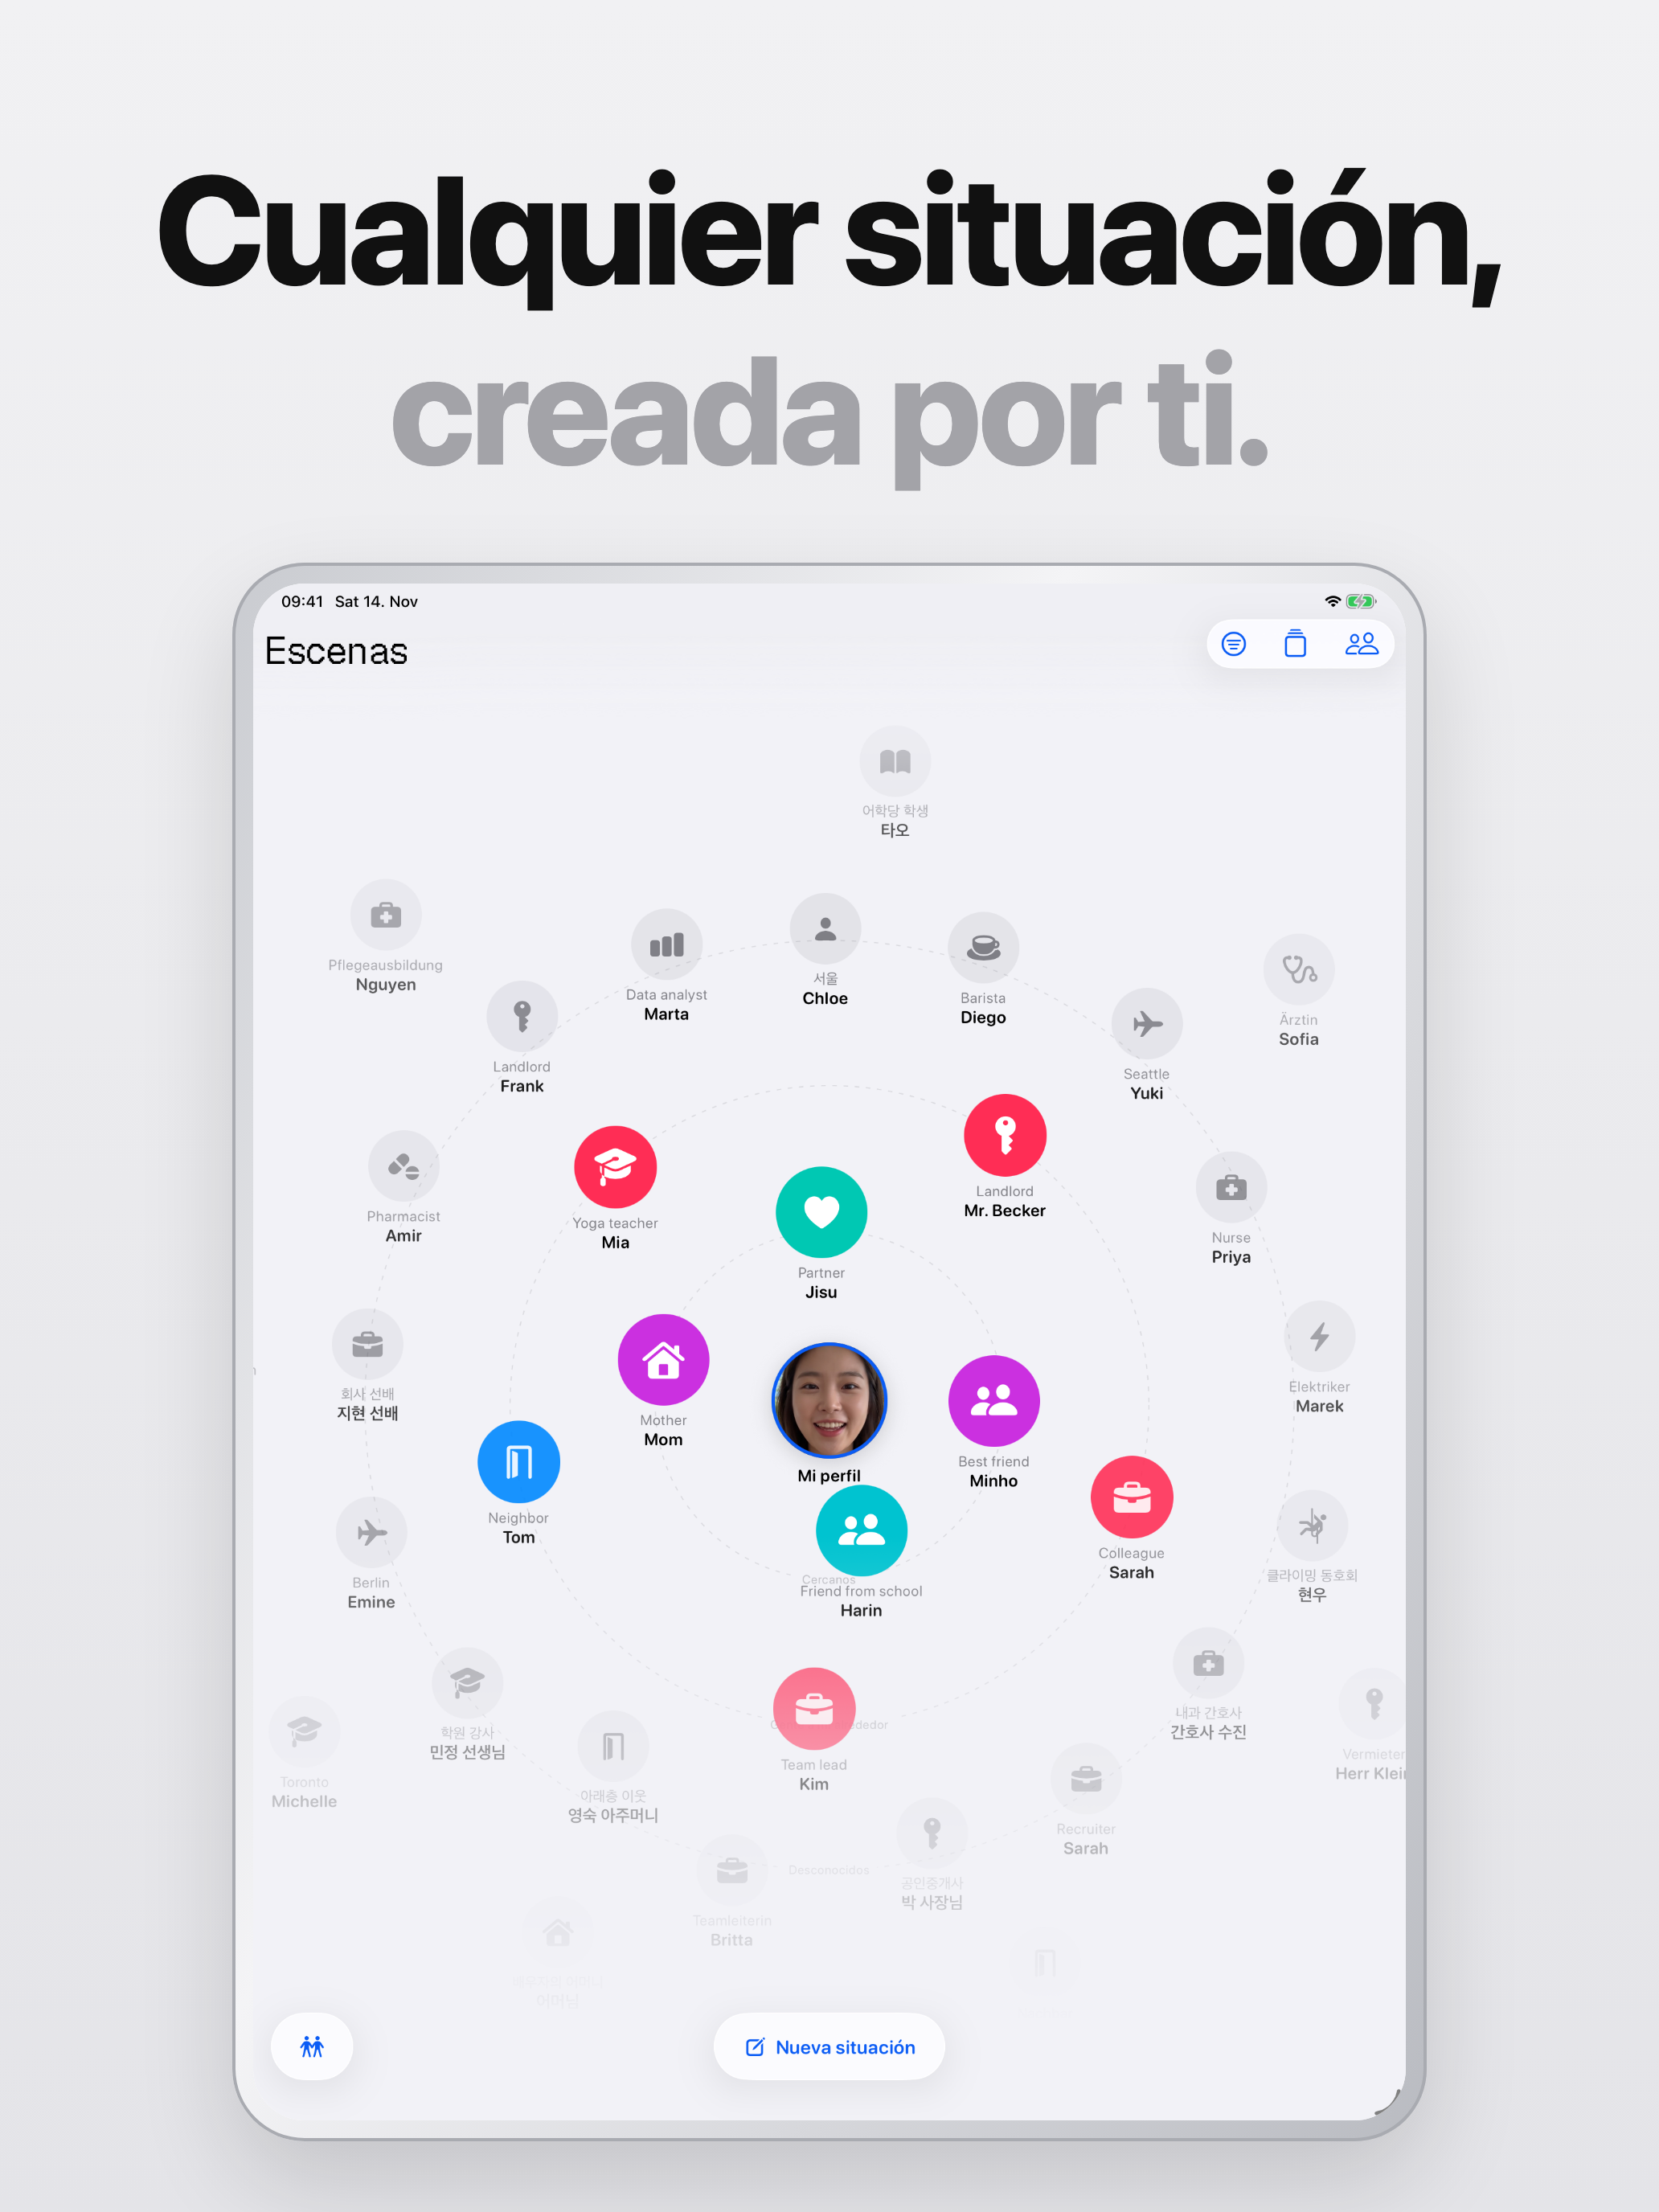 Cualquier situación,
creada por ti.
09:41 Sat 14. Nov
Escenas
어학당 학생
타오
Pflegeausbildung
Nguyen
Data analyst
Marta
서울
Chloe
Barista
Diego
Ärztin
Sofia
Landlord
Frank
Seattle
Yuki
Pharmacist
Amir
Yoga teacher
Mia
Landlord
Mr. Becker
Nurse
Priya
Partner
Jisu
회사 선배
지현 선배
Mother
Mom
Mi perfil
Best friend
Minho
Elektriker
Marek
Neighbor
Tom
Colleague
Sarah
Berlin
Emine
Cercanos
Friend from school
Harin
클라이밍 동호회
현우
학원 강사
민정 선생님
내과 간호사
간호사 수진
Toronto
Michelle
아래층 이웃
영숙 아주머니
Team lead
Kim
Vermieter
Herr Klein
Recruiter
Sarah
Desconocidos
공인중개사
박 사장님
Teamleiterin
Britta
어머님
Nueva situación